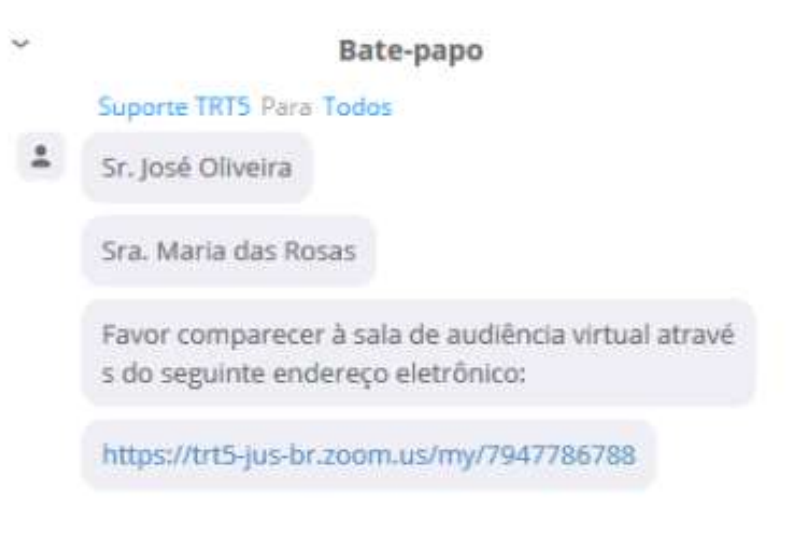 Bate-papo
Suporte TRT5 Para Todos
Sr. José Oliveira
Sra. Maria das Rosas
Favor comparecer à sala de audiência virtual atravé
s do seguinte endereço eletrônico:
https://trt5-jus-br.zoom.us/my/7947786788